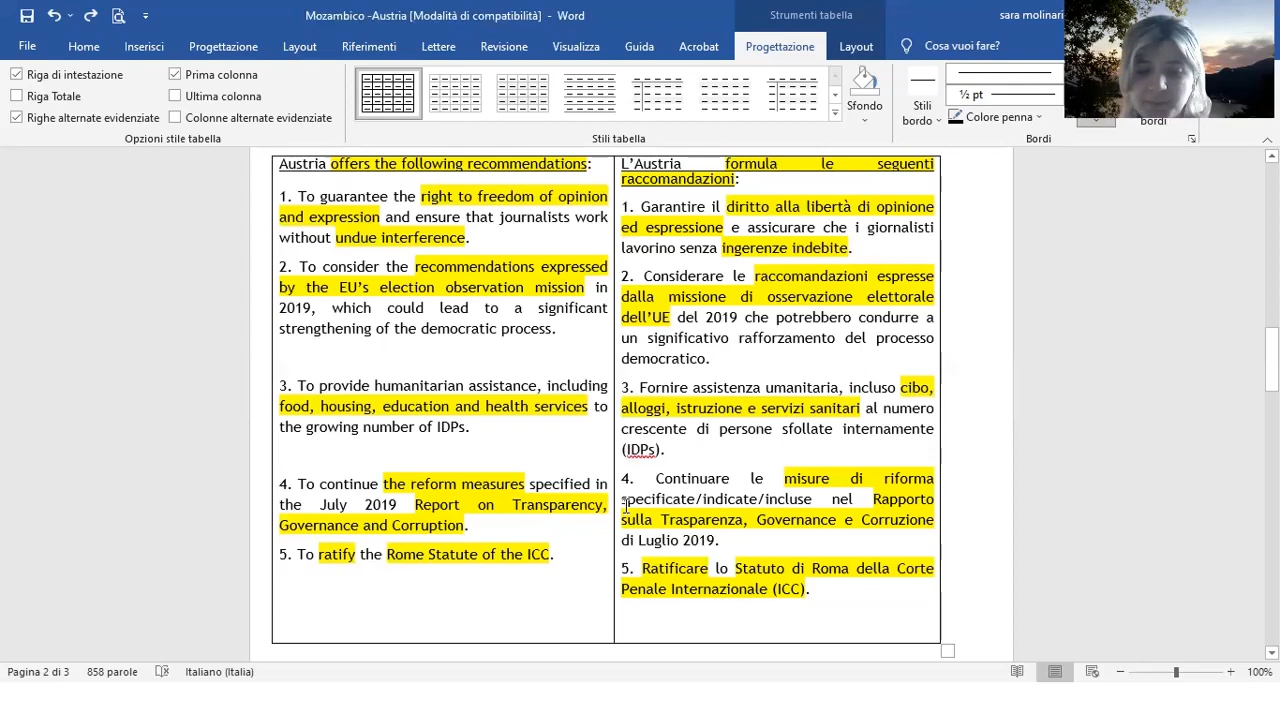 Mozambico -Austria [Modalità di compatibilità] - Word
Strumenti tabella
sara molinari
File Home Inserisci Progettazione Layout Riferimenti Lettere Revisione Visualizza Guida Acrobat Progettazione Layout Cosa vuoi fare?
Riga di intestazione
Prima colonna
Riga Totale
Ultima colonna
Righe alternate evidenziate
Colonne alternate evidenziate
Sfondo
Stili
bordo
½ pt
Colore penna
bordi
Opzioni stile tabella
Stili tabella
Bordi
Austria offers the following recommendations:
1. To guarantee the right to freedom of opinion
and expression and ensure that journalists work
without undue interference.
2. To consider the recommendations expressed
by the EU’s election observation mission in
2019, which could lead to a significant
strengthening of the democratic process.
3. To provide humanitarian assistance, including
food, housing, education and health services to
the growing number of IDPs.
4. To continue the reform measures specified in
the July 2019 Report on Transparency,
Governance and Corruption.
5. To ratify the Rome Statute of the ICC.
L’Austria formula le seguenti
raccomandazioni:
1. Garantire il diritto alla libertà di opinione
ed espressione e assicurare che i giornalisti
lavorino senza ingerenze indebite.
2. Considerare le raccomandazioni espresse
dalla missione di osservazione elettorale
dell’UE del 2019 che potrebbero condurre a
un significativo rafforzamento del processo
democratico.
3. Fornire assistenza umanitaria, incluso cibo,
alloggi, istruzione e servizi sanitari al numero
crescente di persone sfollate internamente
(IDPs).
4. Continuare le misure di riforma
specificate/indicate/incluse nel Rapporto
sulla Trasparenza, Governance e Corruzione
di Luglio 2019.
5. Ratificare lo Statuto di Roma della Corte
Penale Internazionale (ICC).
Pagina 2 di 3 858 parole Italiano (Italia) 100%